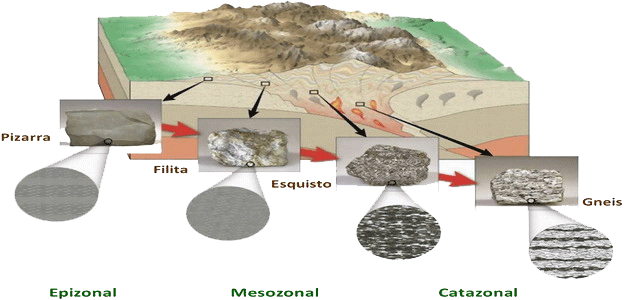 Pizarra
Filita
Esquisto
Gneis
Epizonal
Mesozonal
Catazonal